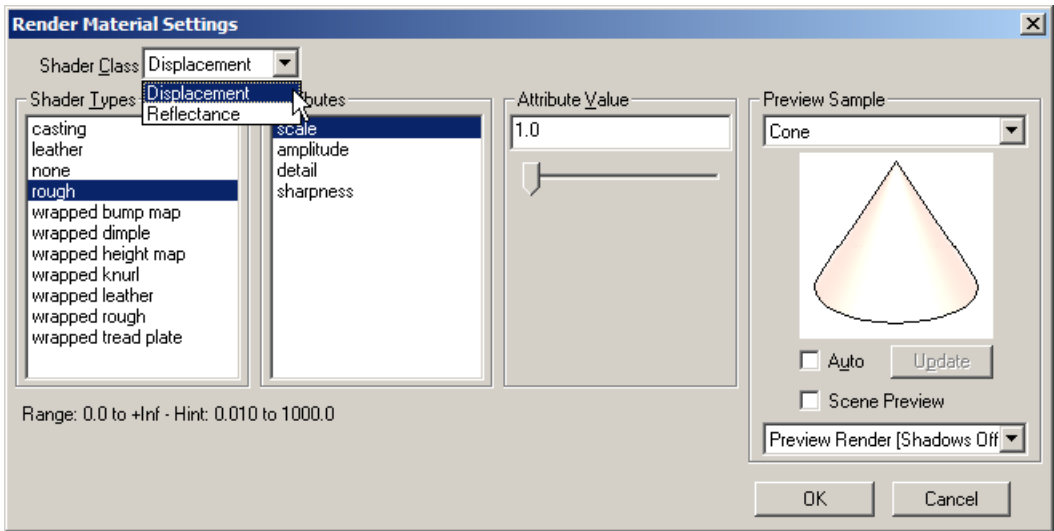 Render Material Settings
Shader Class Displacement
Displacement
Reflectance
Shader Types
casting
leather
none
rough
wrapped bump map
wrapped dimple
wrapped height map
wrapped knurl
wrapped leather
wrapped rough
wrapped tread plate
scale
amplitude
detail
sharpness
Attribute Value
1.0
Preview Sample
Cone
Auto
Update
Scene Preview
Preview Render [Shadows Off
Range: 0.0 to +Inf - Hint: 0.010 to 1000.0
OK
Cancel